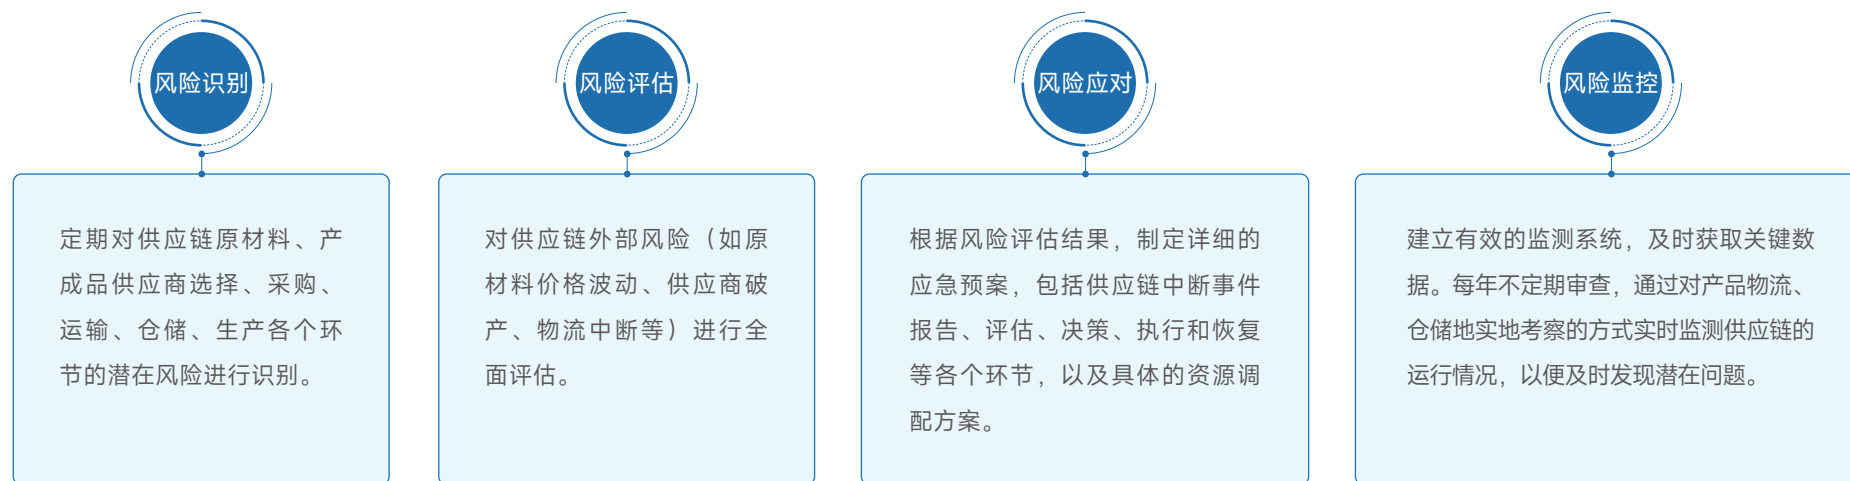 风险识别
定期对供应链原材料、产
成品供应商选择、采购、
运输、仓储、生产各个环
节的潜在风险进行识别。
风险评估
对供应链外部风险（如原
材料价格波动、供应商破
产、物流中断等）进行全
面评估。
风险应对
根据风险评估结果，制定详细的
应急预案，包括供应链中断事件
报告、评估、决策、执行和恢复
等各个环节，以及具体的资源调
配方案。
风险监控
建立有效的监测系统，及时获取关键数
据。每年不定期审查，通过对产品物流、
仓储地实地考察的方式实时监测供应链的
运行情况，以便及时发现潜在问题。